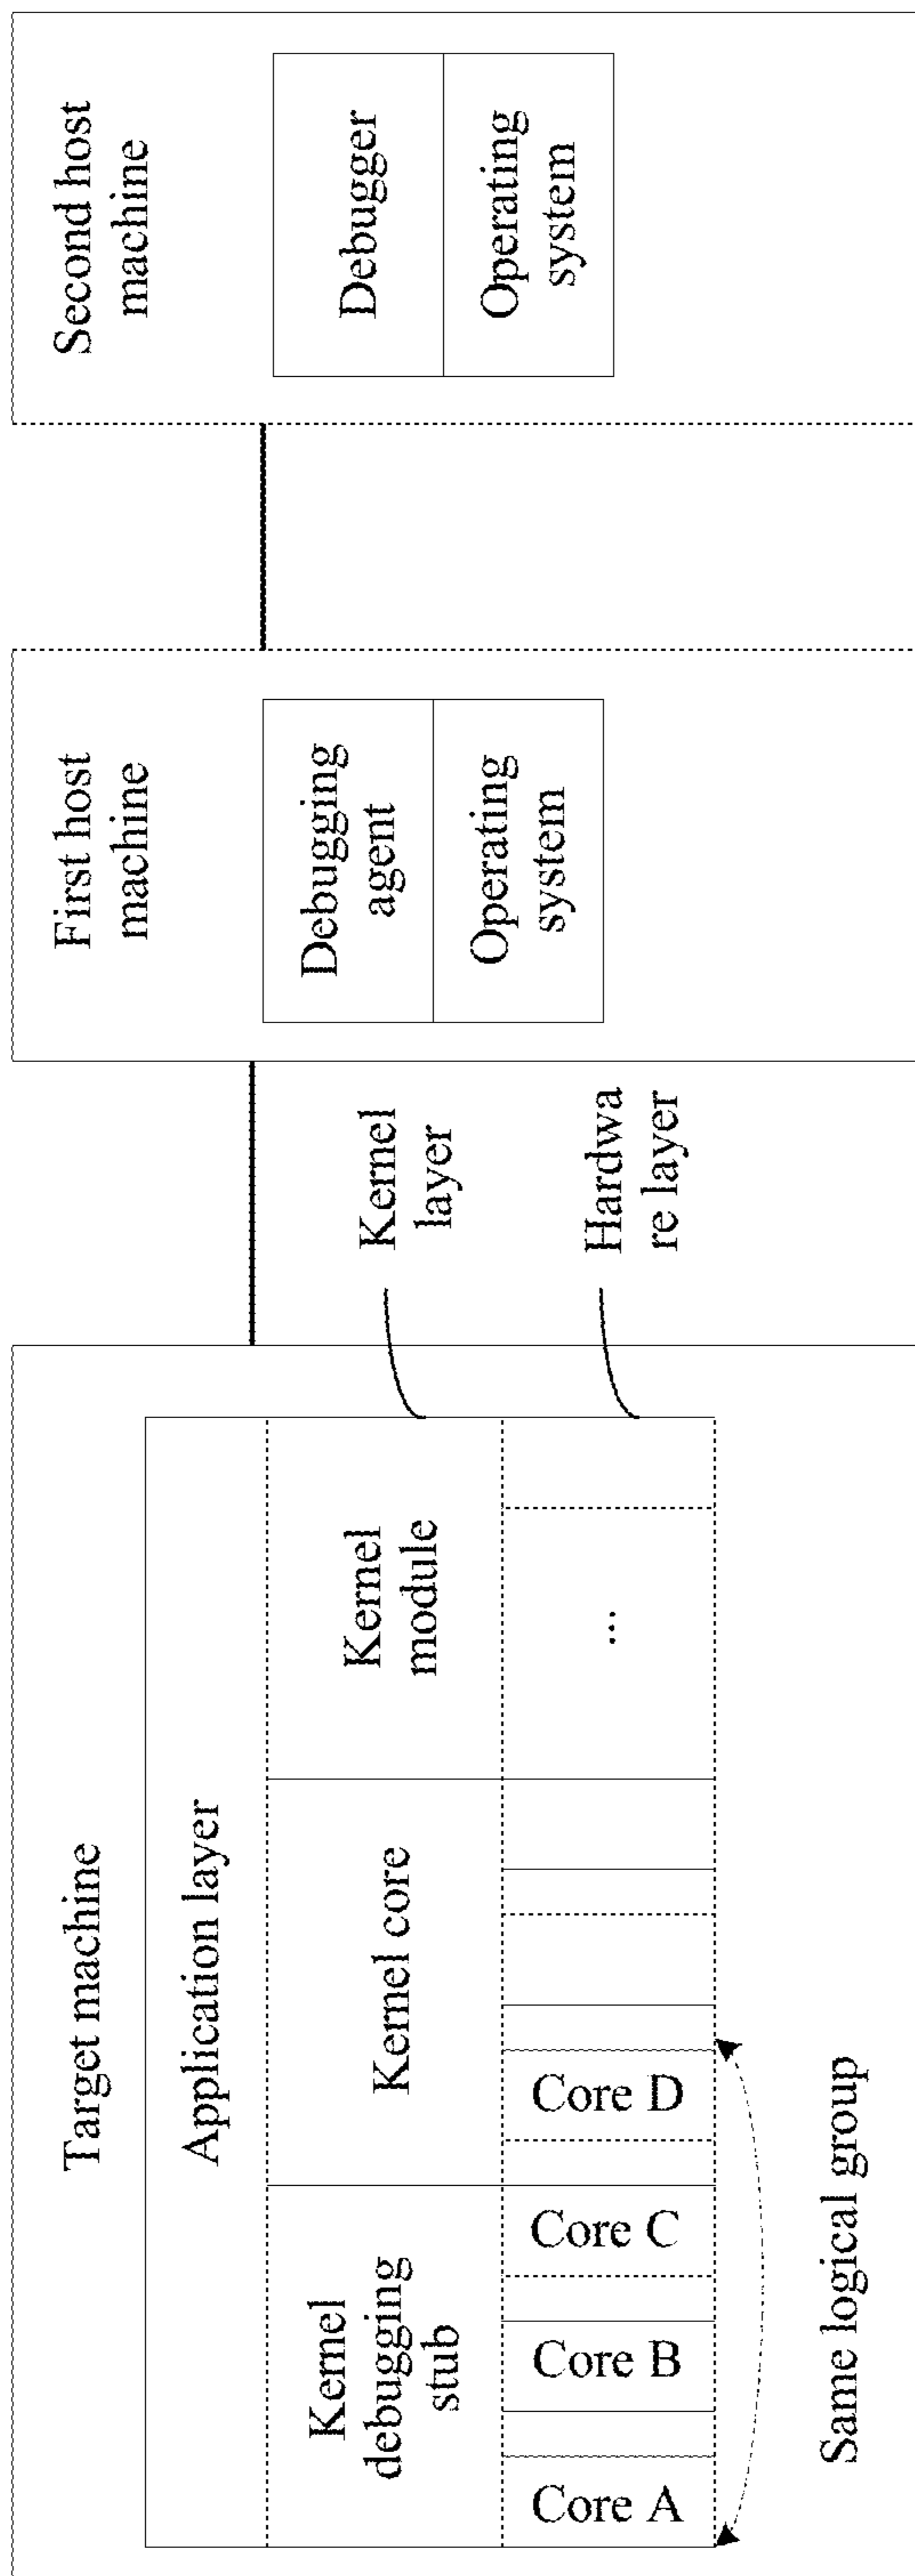 Target machine
Application layer
Kernel
debugging
stub
Kernel core
Kernel
module
Core A
Core B
Core C
Core D
...
Same logical group
Kernel
layer
Hardwa
re layer
First host
machine
Debugging
agent
Operating
system
Second host
machine
Debugger
Operating
system